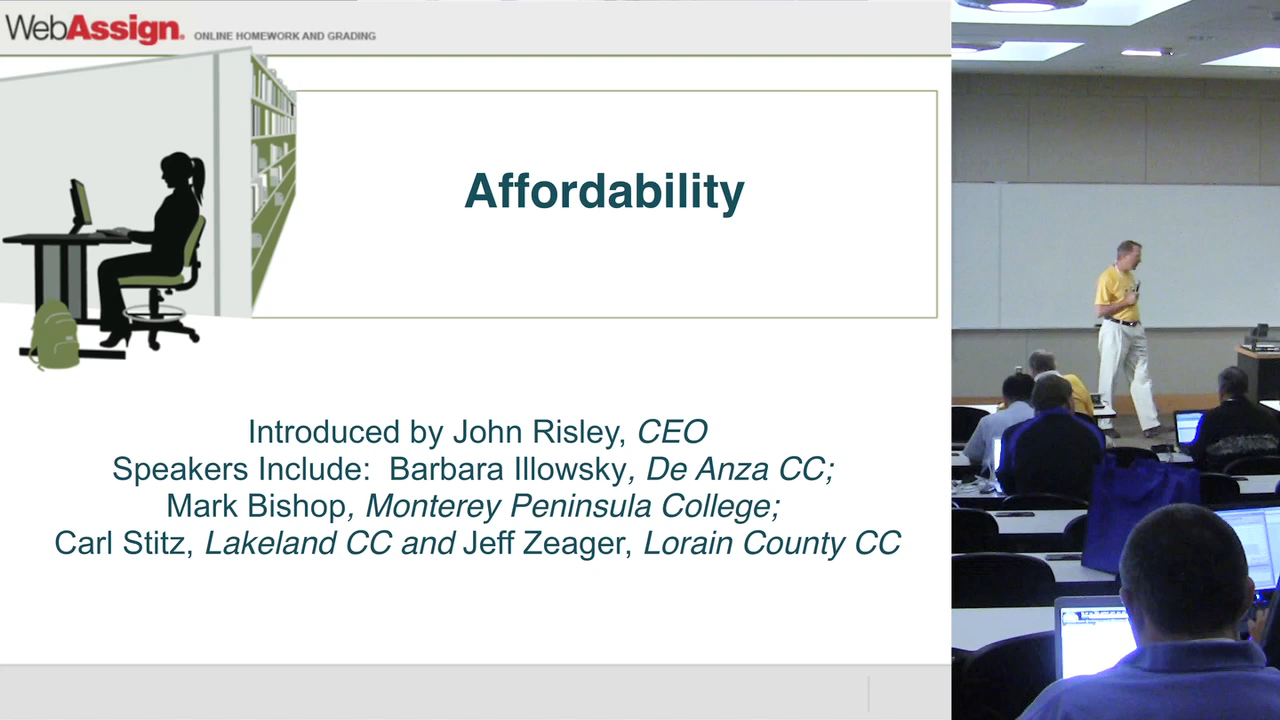 WebAssign. ONLINE HOMEWORK AND GRADING
Affordability
Introduced by John Risley, CEO
Speakers Include: Barbara Illowsky, De Anza CC;
Mark Bishop, Monterey Peninsula College;
Carl Stitz, Lakeland CC and Jeff Zeager, Lorain County CC